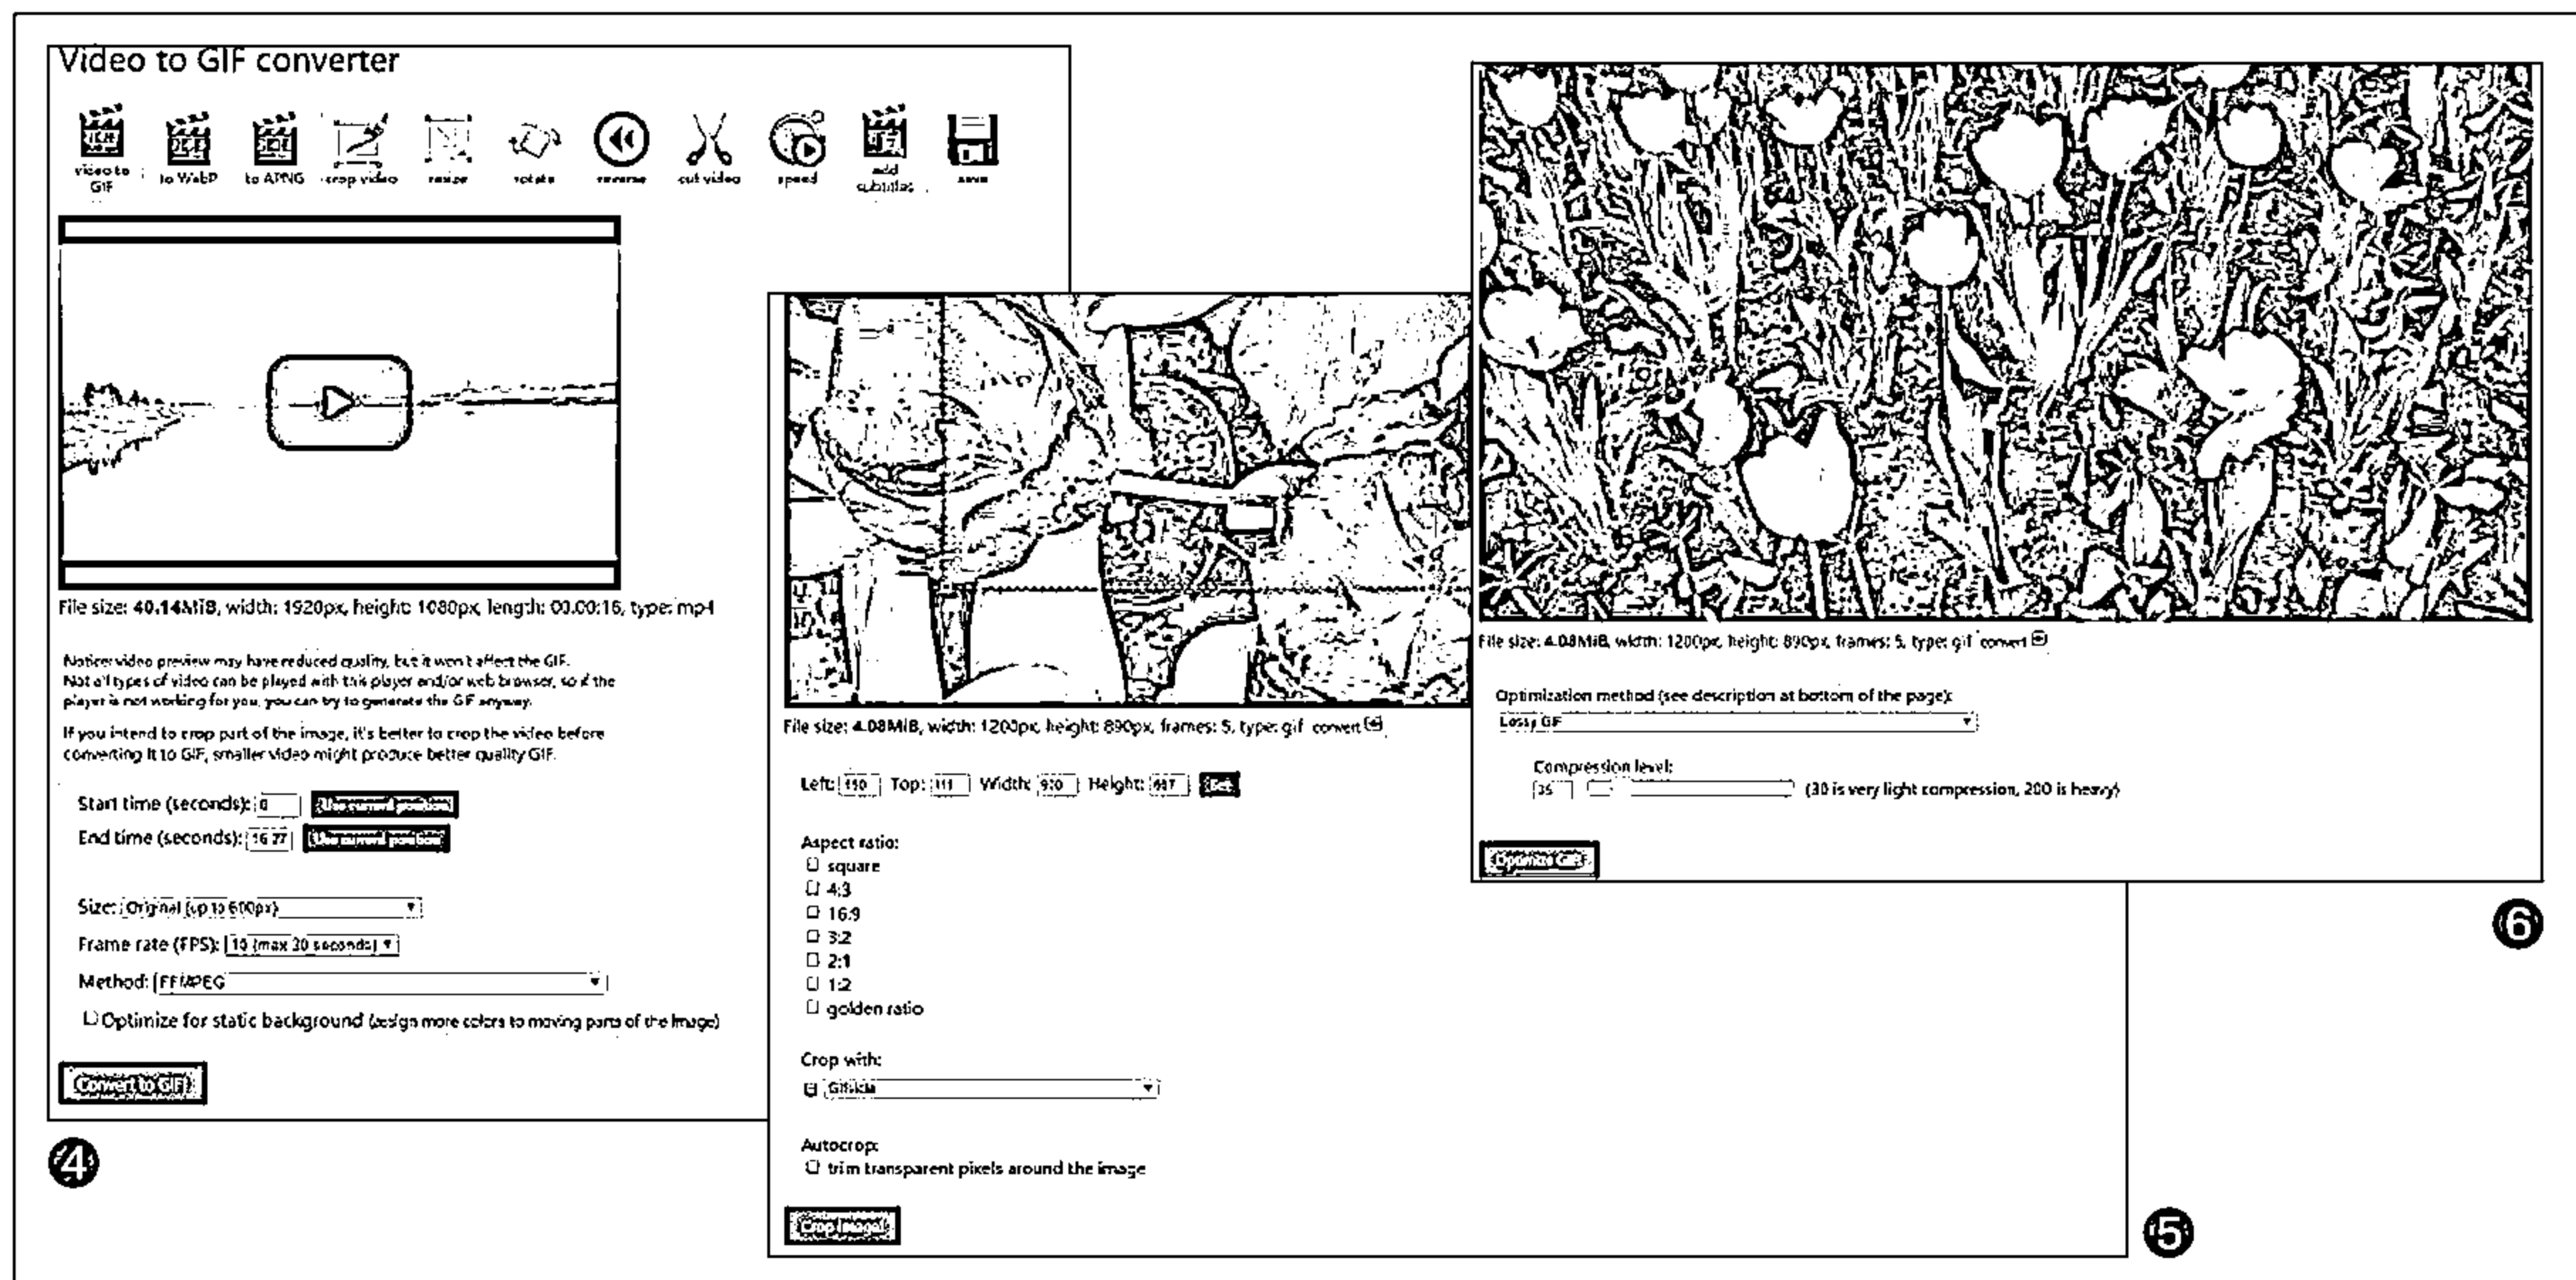 Video to GIF converter
video to GIF
to WebP
to APNG
crop video
resize
rotate
reverse
cut video
speed
add subtitles
save
File size: 40.14MiB, width: 1920px, height: 1080px, length: 00:00:16, type: mp4
Notice: video preview may have reduced quality, but it won't affect the GIF.
Not all types of video can be played with this player and/or web browser, so if the
player is not working for you, you can try to generate the GIF anyway.
If you intend to crop part of the image, it's better to crop the video before
converting it to GIF, smaller video might produce better quality GIF.
Start time (seconds): 0 Use current position
End time (seconds): 16.27 Use current position
Size: Original (up to 600px)
Frame rate (FPS): 10 (max 30 seconds)
Method: FFMPEG
Optimize for static background (assign more colors to moving parts of the image)
Convert to GIF!
4
File size: 4.08MiB, width: 1200px, height: 890px, frames: 5, type: gif convert
Left: Top: 111 Width: Height: Set
Aspect ratio:
square
4:3
16:9
3:2
2:1
1:2
golden ratio
Crop with:
Gifsicle
Autocrop:
trim transparent pixels around the image
Crop image!
5
File size: 4.08MiB, width: 1200px, height: 890px, frames: 5, type: gif convert
Optimization method (see description at bottom of the page):
Lossy GIF
Compression level:
35 (30 is very light compression, 200 is heavy)
Optimize GIF!
6